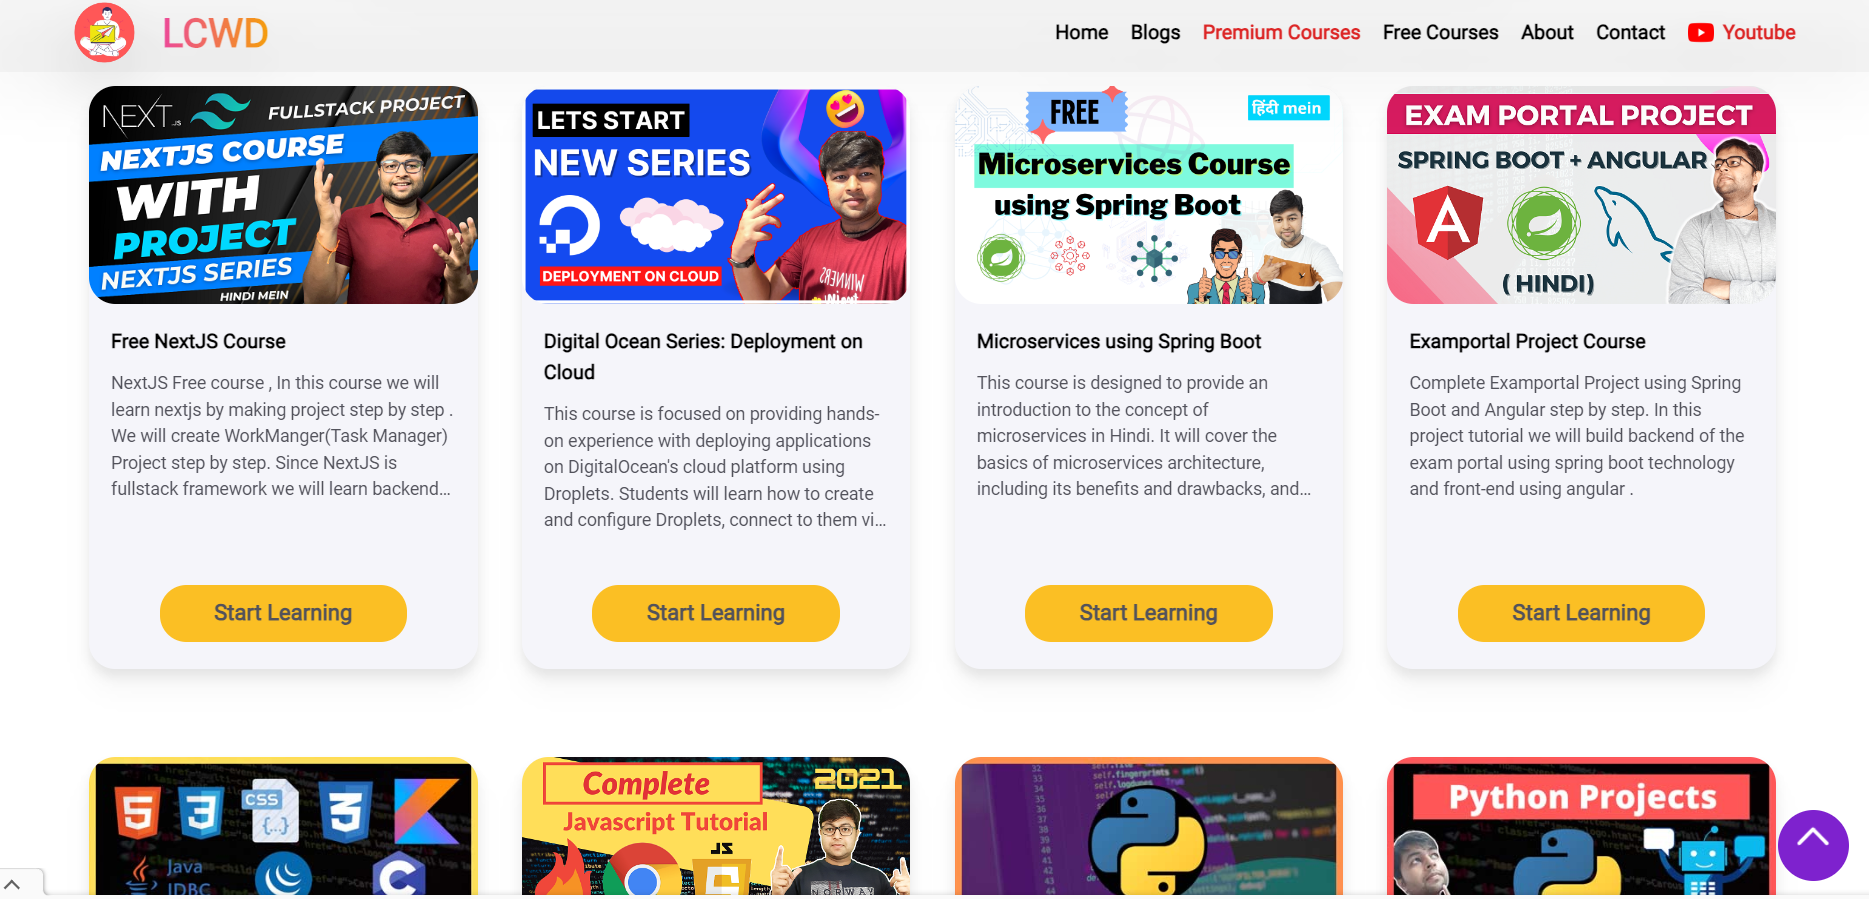 LCWD
Home Blogs Premium Courses Free Courses About Contact Youtube
NEXT.JS FULLSTACK PROJECT
NEXTJS COURSE
WITH
PROJECT
NEXTJS SERIES
HINDI MEIN
Free NextJS Course
NextJS Free course , In this course we will
learn nextjs by making project step by step .
We will create WorkManger(Task Manager)
Project step by step. Since NextJS is
fullstack framework we will learn backend...
Start Learning
LETS START
NEW SERIES
DEPLOYMENT ON CLOUD
WINNERS
Digital Ocean Series: Deployment on
Cloud
This course is focused on providing hands-
on experience with deploying applications
on DigitalOcean's cloud platform using
Droplets. Students will learn how to create
and configure Droplets, connect to them vi...
Start Learning
FREE
हिंदी mein
Microservices Course
using Spring Boot
Microservices using Spring Boot
This course is designed to provide an
introduction to the concept of
microservices in Hindi. It will cover the
basics of microservices architecture,
including its benefits and drawbacks, and...
Start Learning
EXAM PORTAL PROJECT
SPRING BOOT + ANGULAR
A
( HINDI)
Examportal Project Course
Complete Examportal Project using Spring
Boot and Angular step by step. In this
project tutorial we will build backend of the
exam portal using spring boot technology
and front-end using angular .
Start Learning
5 3 CSS {..} 3
Java
JDBC
C
Complete 2021
Javascript Tutorial
JS
NORWAY
Python Projects